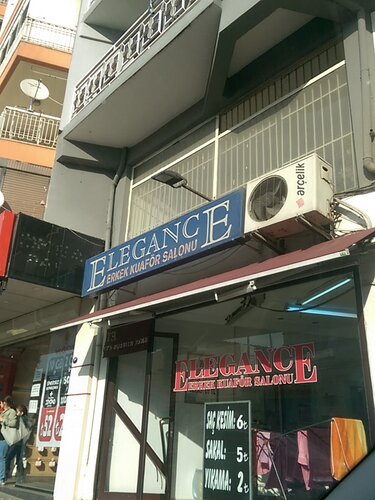 ELEGANCE
ERKEK KUAFÖR SALONU
arçelik
ELEGANCE
ERKEK KUAFÖR SALONU
SAÇ KESİM: 6₺
SAKAL: 5₺
YIKAMA: 2₺